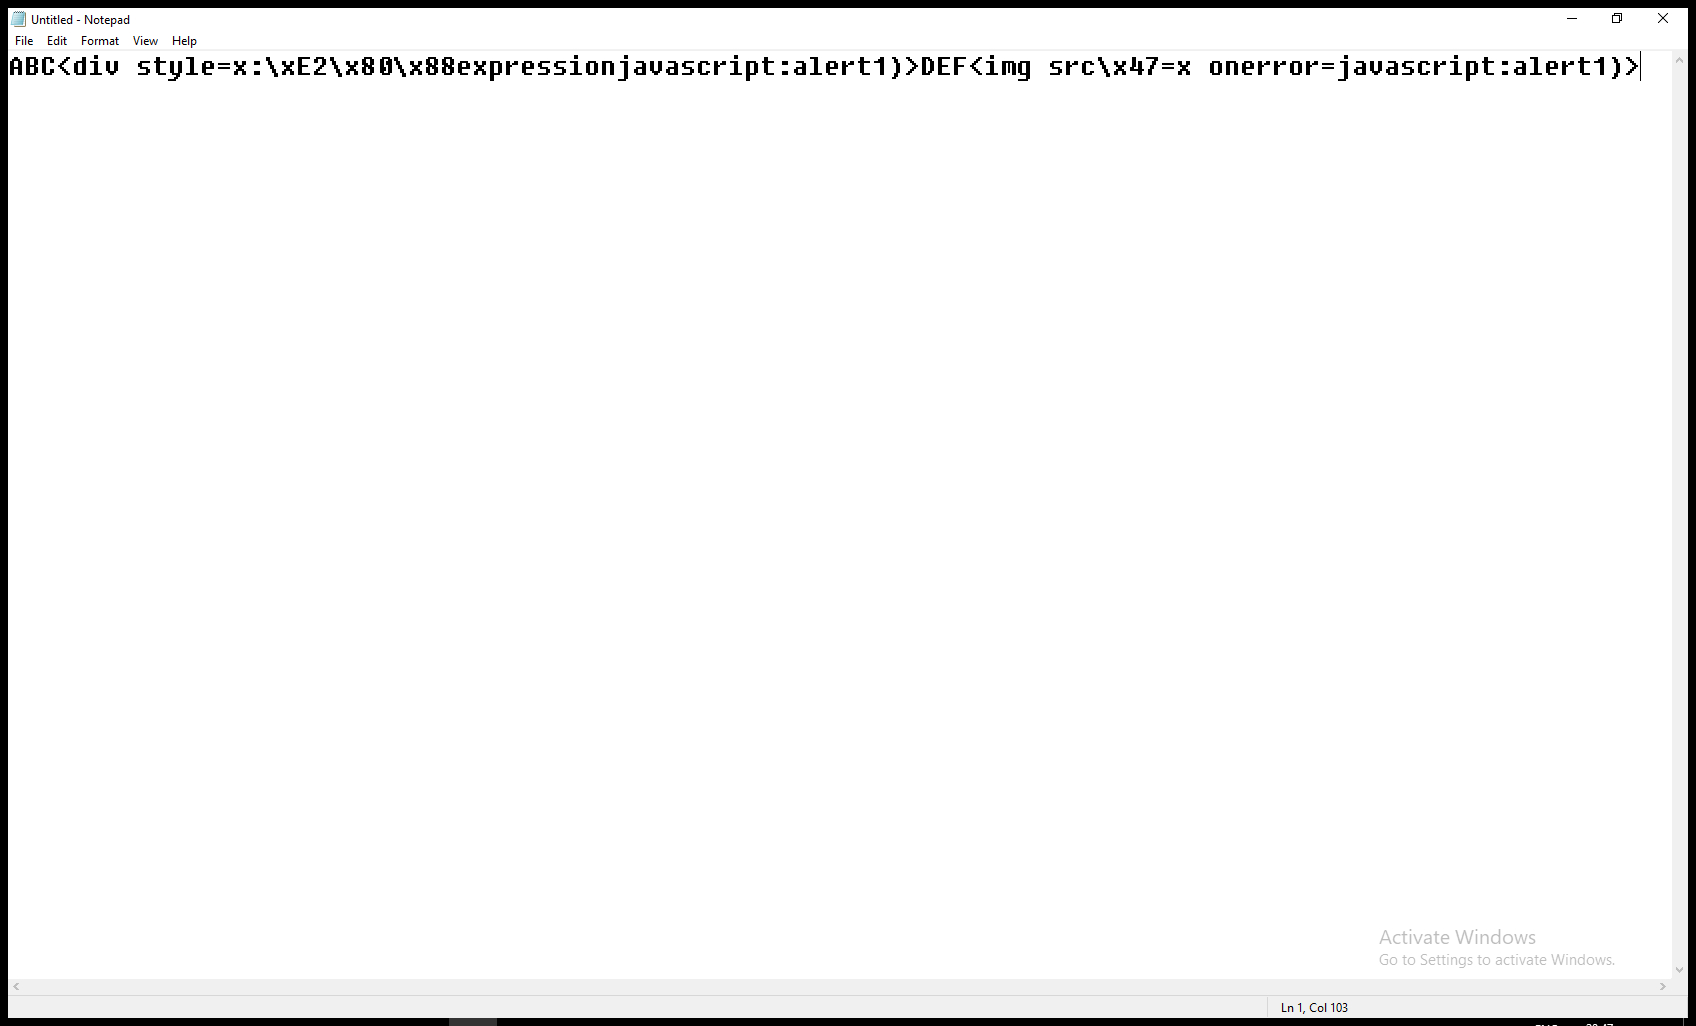 Untitled - Notepad
File Edit Format View Help
ABC<div style=x:\xE2\x80\x88expressionjavascript:alert1)>DEF<img src\x47=x onerror=javascript:alert1)>
Activate Windows
Go to Settings to activate Windows.
Ln 1, Col 103